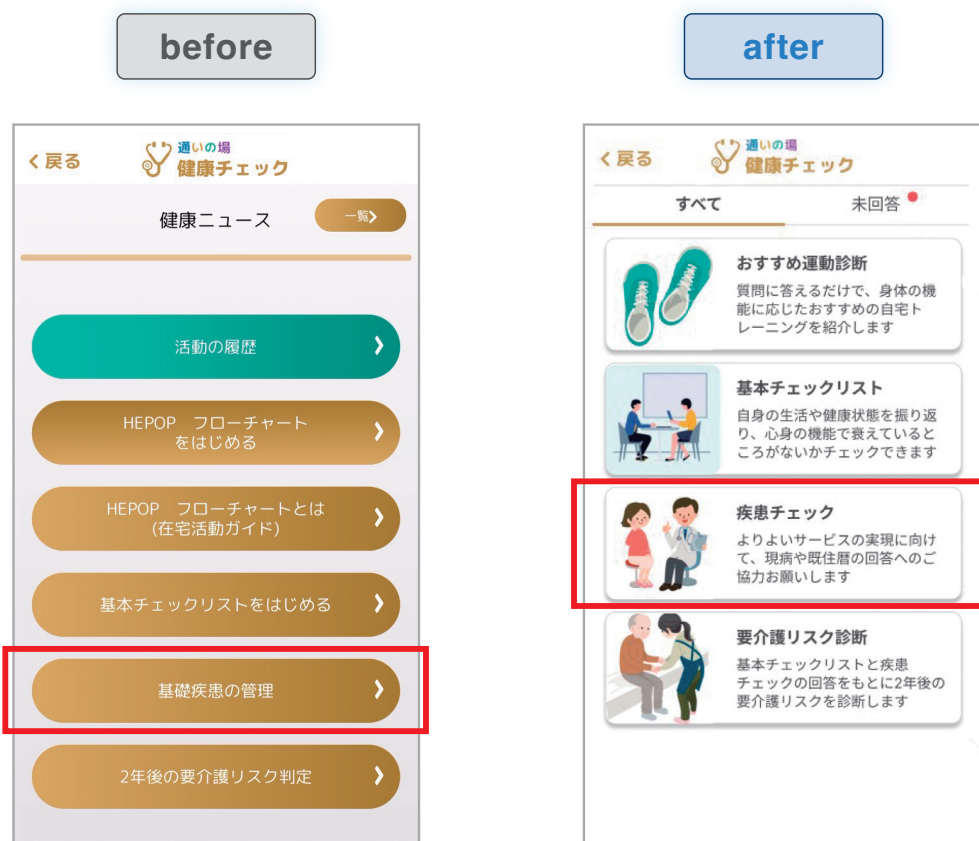 before
after
戻る
通いの場
健康チェック
健康ニュース
一覧
活動の履歴
HEPOP フローチャート
をはじめる
HEPOP フローチャートとは
(在宅活動ガイド)
基本チェックリストをはじめる
基礎疾患の管理
2年後の要介護リスク判定
戻る
通いの場
健康チェック
すべて
未回答
おすすめ運動診断
質問に答えるだけで、身体の機
能に応じたおすすめの自宅ト
レーニングを紹介します
基本チェックリスト
自身の生活や健康状態を振り返
り、心身の機能で衰えていると
ころがないかチェックできます
疾患チェック
よりよいサービスの実現に向け
て、現病や既住暦の回答へのご
協力お願いします
要介護リスク診断
基本チェックリストと疾患
チェックの回答をもとに2年後の
要介護リスクを診断します